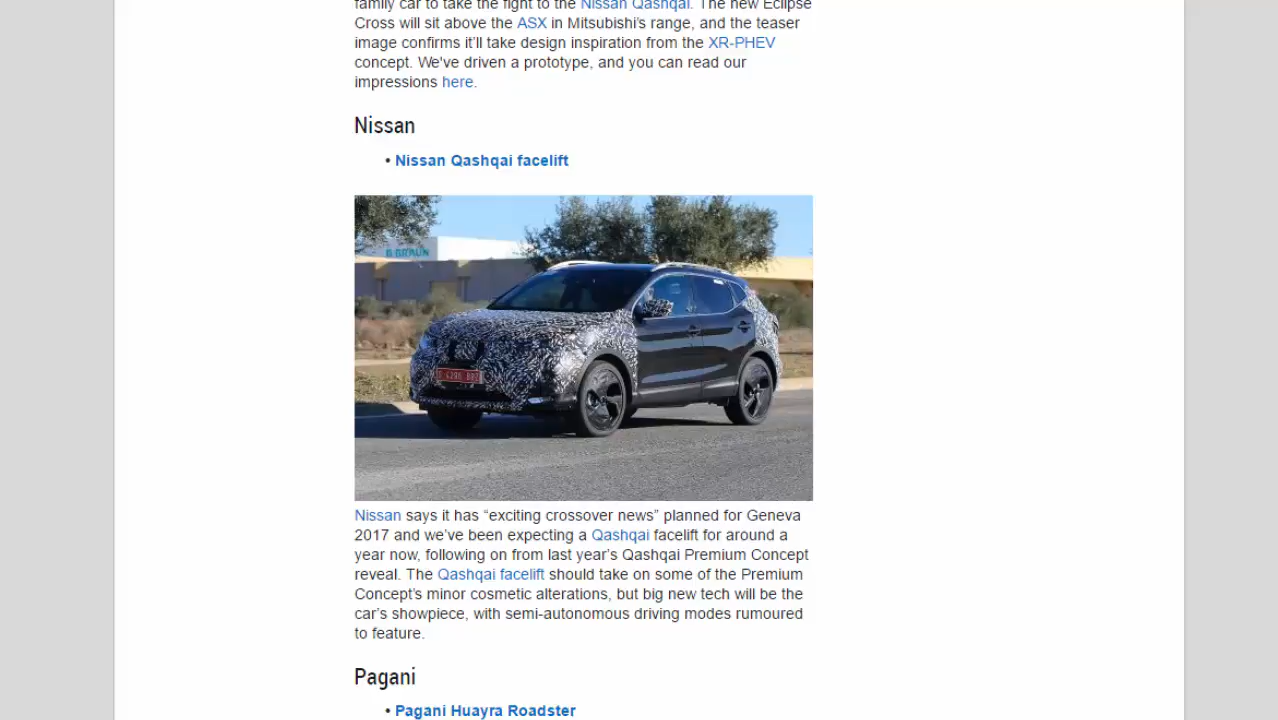 family car to take the fight to the Nissan Qashqai. The new Eclipse
Cross will sit above the ASX in Mitsubishi's range, and the teaser
image confirms it'll take design inspiration from the XR-PHEV
concept. We've driven a prototype, and you can read our
impressions here.
Nissan
• Nissan Qashqai facelift
B BRAUN
Nissan says it has “exciting crossover news” planned for Geneva
2017 and we’ve been expecting a Qashqai facelift for around a
year now, following on from last year’s Qashqai Premium Concept
reveal. The Qashqai facelift should take on some of the Premium
Concept’s minor cosmetic alterations, but big new tech will be the
car’s showpiece, with semi-autonomous driving modes rumoured
to feature.
Pagani
• Pagani Huayra Roadster